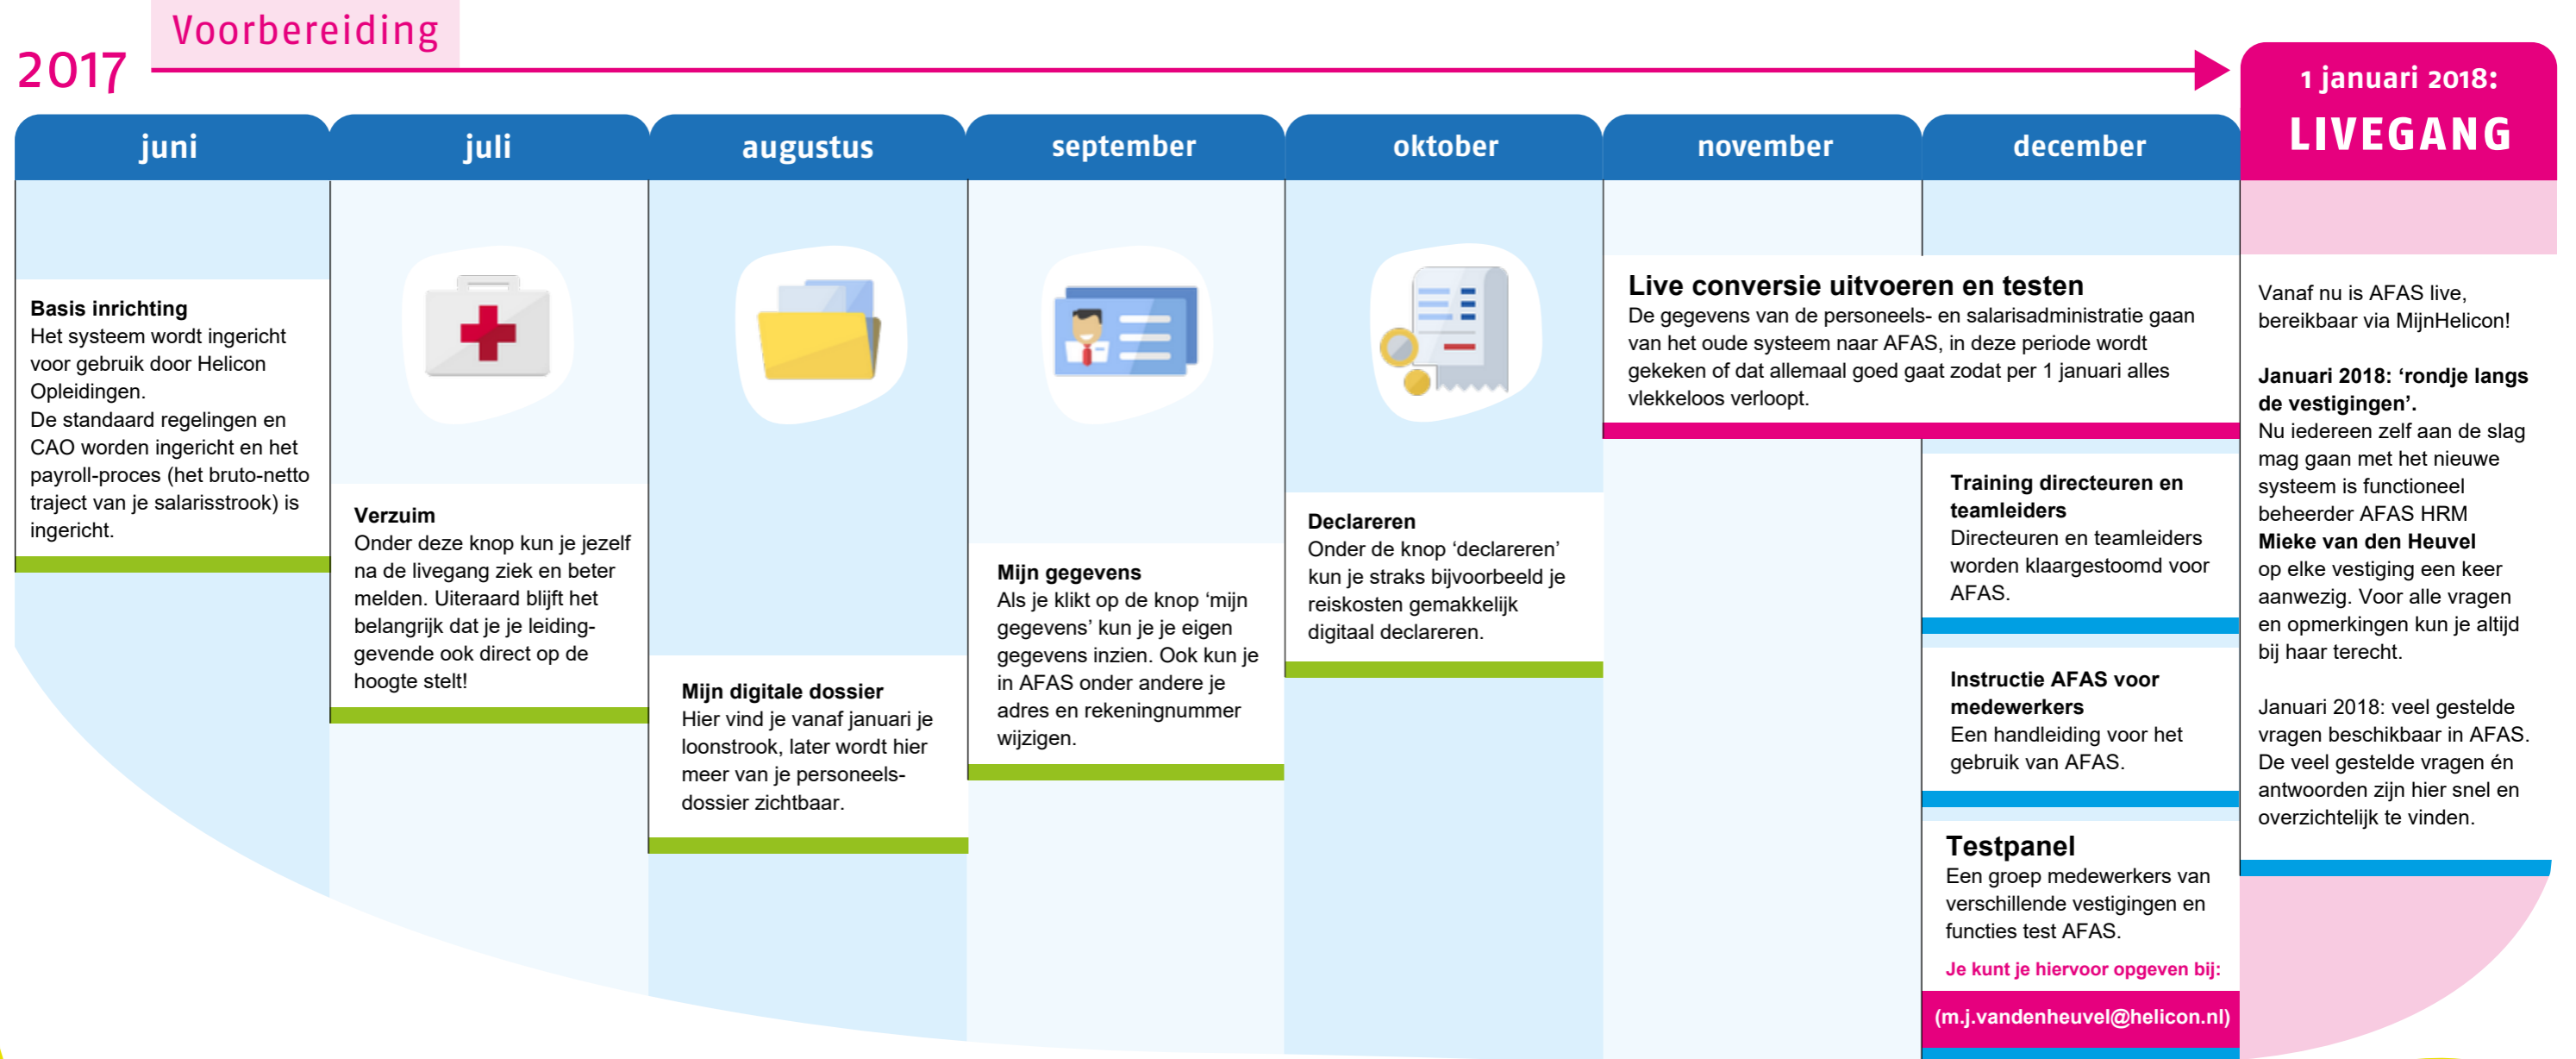 Voorbereiding
2017
1 januari 2018:
LIVEGANG
juni
juli
augustus
september
oktober
november
december
Basis inrichting
Het systeem wordt ingericht
voor gebruik door Helicon
Opleidingen.
De standaard regelingen en
CAO worden ingericht en het
payroll-proces (het bruto-netto
traject van je salarisstrook) is
ingericht.
Verzuim
Onder deze knop kun je jezelf
na de livegang ziek en beter
melden. Uiteraard blijft het
belangrijk dat je je leiding-
gevende ook direct op de
hoogte stelt!
Mijn digitale dossier
Hier vind je vanaf januari je
loonstrook, later wordt hier
meer van je personeels-
dossier zichtbaar.
Mijn gegevens
Als je klikt op de knop ‘mijn
gegevens’ kun je je eigen
gegevens inzien. Ook kun je
in AFAS onder andere je
adres en rekeningnummer
wijzigen.
Declareren
Onder de knop ‘declareren’
kun je straks bijvoorbeeld je
reiskosten gemakkelijk
digitaal declareren.
Live conversie uitvoeren en testen
De gegevens van de personeels- en salarisadministratie gaan
van het oude systeem naar AFAS, in deze periode wordt
gekeken of dat allemaal goed gaat zodat per 1 januari alles
vlekkeloos verloopt.
Training directeuren en
teamleiders
Directeuren en teamleiders
worden klaargestoomd voor
AFAS.
Instructie AFAS voor
medewerkers
Een handleiding voor het
gebruik van AFAS.
Testpanel
Een groep medewerkers van
verschillende vestigingen en
functies test AFAS.
Je kunt je hiervoor opgeven bij:
(m.j.vandenheuvel@helicon.nl)
Vanaf nu is AFAS live,
bereikbaar via MijnHelicon!
Januari 2018: ‘rondje langs
de vestigingen’.
Nu iedereen zelf aan de slag
mag gaan met het nieuwe
systeem is functioneel
beheerder AFAS HRM
Mieke van den Heuvel
op elke vestiging een keer
aanwezig. Voor alle vragen
en opmerkingen kun je altijd
bij haar terecht.
Januari 2018: veel gestelde
vragen beschikbaar in AFAS.
De veel gestelde vragen én
antwoorden zijn hier snel en
overzichtelijk te vinden.